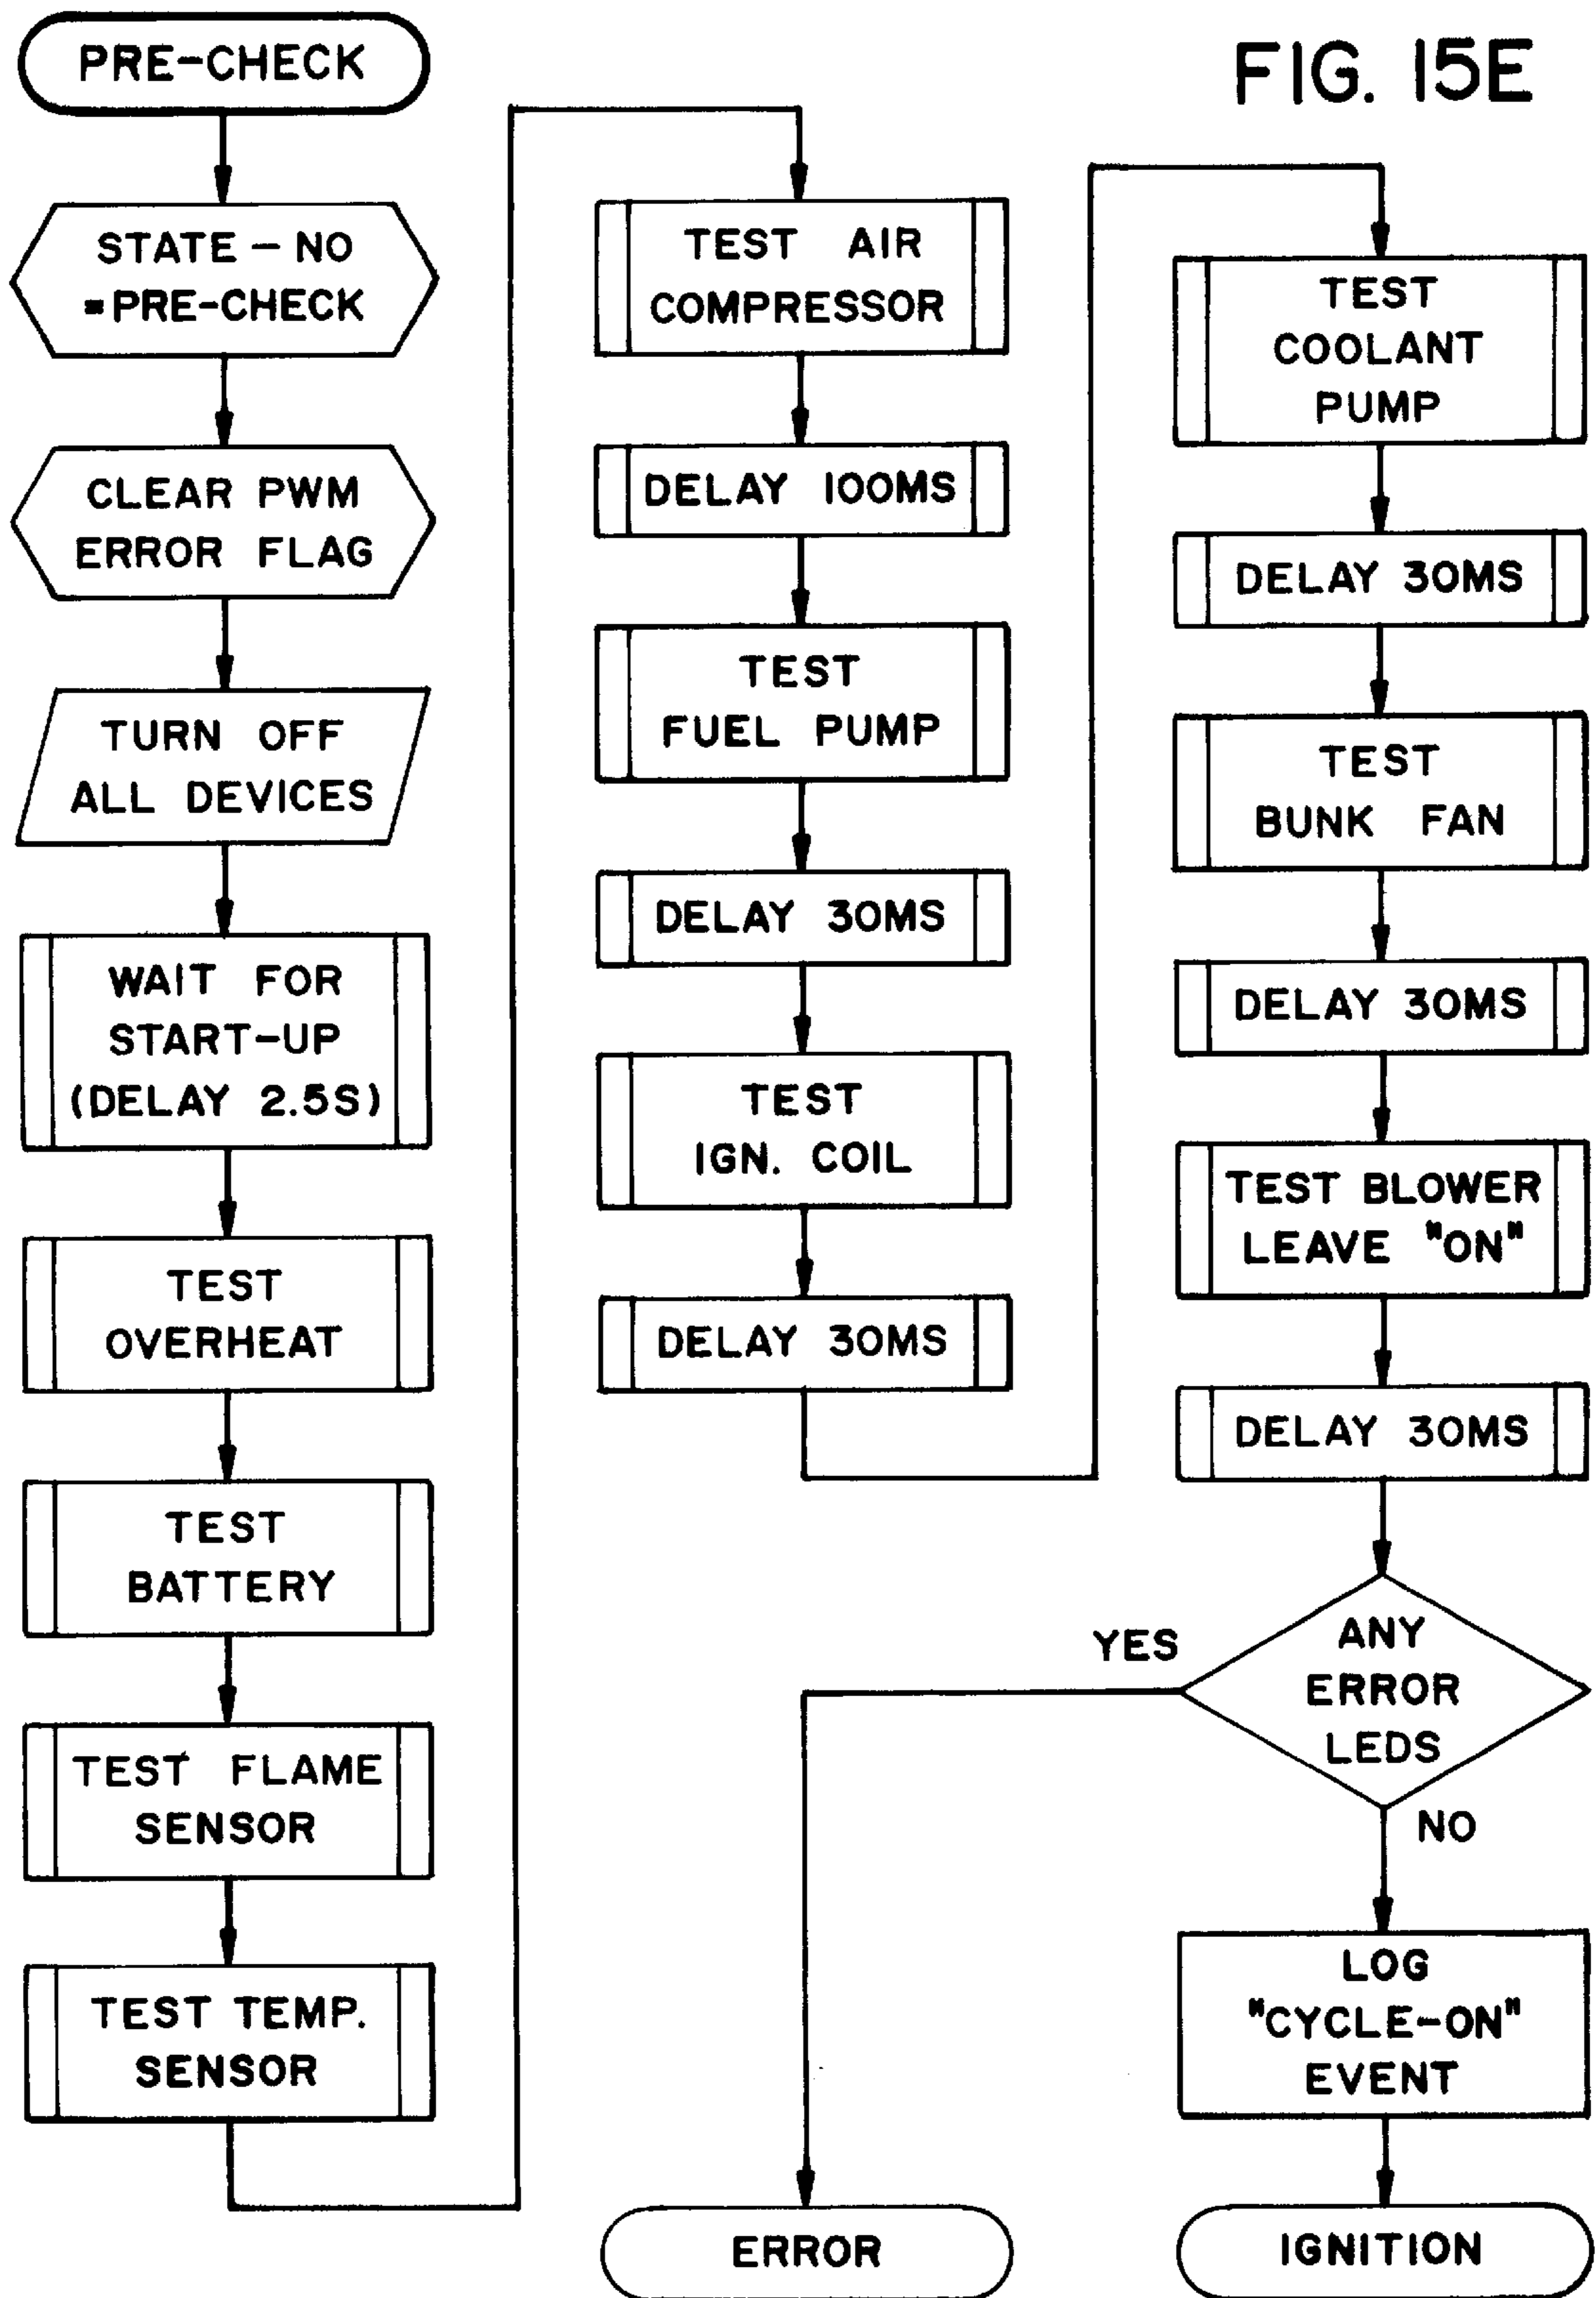 FIG. 15E
PRE-CHECK
STATE - NO
= PRE-CHECK
CLEAR PWM
ERROR FLAG
TURN OFF
ALL DEVICES
WAIT FOR
START-UP
(DELAY 2.5S)
TEST
OVERHEAT
TEST
BATTERY
TEST FLAME
SENSOR
TEST TEMP.
SENSOR
TEST AIR
COMPRESSOR
DELAY 100MS
TEST
FUEL PUMP
DELAY 30MS
TEST
IGN. COIL
DELAY 30MS
TEST
COOLANT
PUMP
DELAY 30MS
TEST
BUNK FAN
DELAY 30MS
TEST BLOWER
LEAVE "ON"
DELAY 30MS
ANY
ERROR
LEDS
YES
NO
LOG
"CYCLE-ON"
EVENT
ERROR
IGNITION